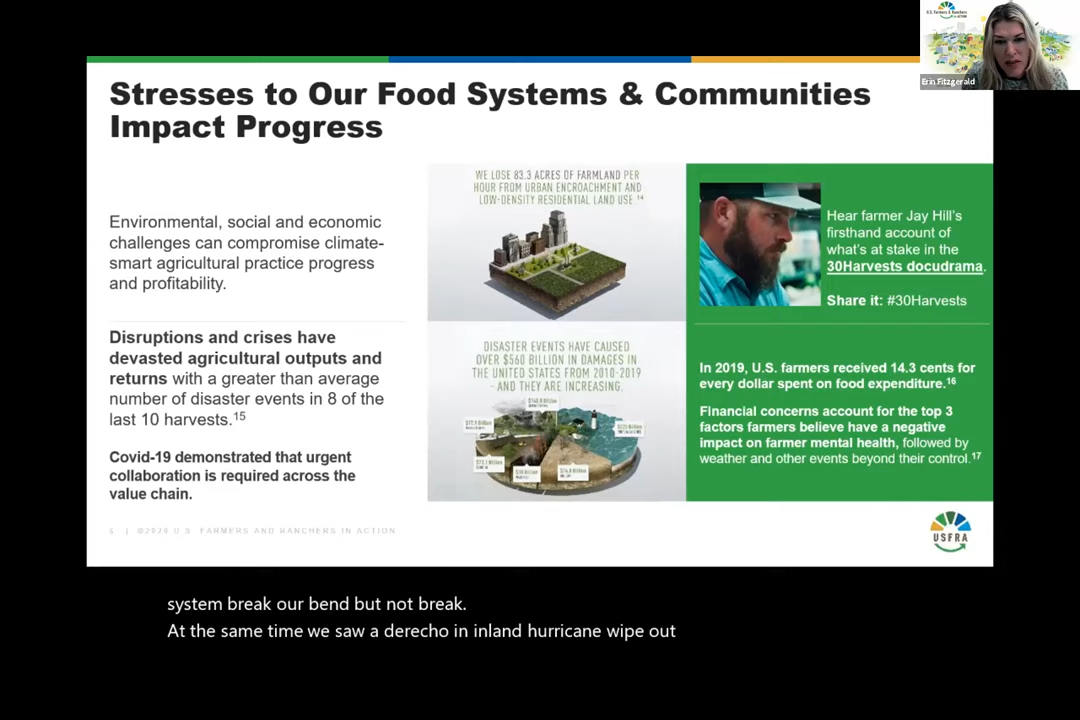 U.S. Farmers & Ranchers
Erin Fitzgerald
Stresses to Our Food Systems & Communities
Impact Progress
Environmental, social and economic
challenges can compromise climate-
smart agricultural practice progress
and profitability.
Disruptions and crises have
devasted agricultural outputs and
returns with a greater than average
number of disaster events in 8 of the
last 10 harvests.15
Covid-19 demonstrated that urgent
collaboration is required across the
value chain.
WE LOSE 83.3 ACRES OF FARMLAND PER
HOUR FROM URBAN ENCROACHMENT AND
LOW-DENSITY RESIDENTIAL LAND USE 14
DISASTER EVENTS HAVE CAUSED
OVER $560 BILLION IN DAMAGES IN
THE UNITED STATES FROM 2010-2019
- AND THEY ARE INCREASING.
Hear farmer Jay Hill's
firsthand account of
what's at stake in the
30Harvests docudrama.
Share it: #30Harvests
In 2019, U.S. farmers received 14.3 cents for
every dollar spent on food expenditure.16
Financial concerns account for the top 3
factors farmers believe have a negative
impact on farmer mental health, followed by
weather and other events beyond their control.17
| ©2020 U.S. FARMERS AND RANCHERS IN ACTION
USFRA
system break our bend but not break.
At the same time we saw a derecho in inland hurricane wipe out